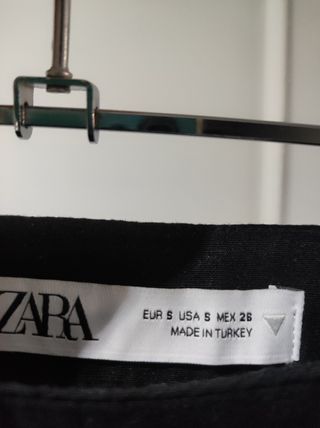 ZARA
EUR S USA S MEX 26
MADE IN TURKEY